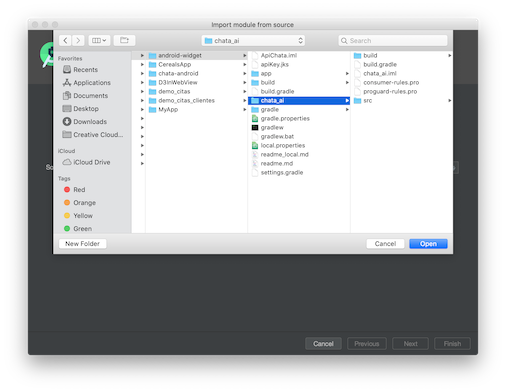 Import module from source
chata_ai
Search
Favorites
Recents
Applications
Documents
Desktop
Downloads
Creative Cloud...
iCloud
iCloud Drive
Tags
Red
Orange
Yellow
Green
android-widget
CerealsApp
chata-android
D3InWebView
demo_citas
demo_citas_clientes
MyApp
ApiChata.iml
apiKey.jks
app
build
build.gradle
chata_ai
gradle
gradle.properties
gradlew
gradlew.bat
local.properties
readme_local.md
readme.md
settings.gradle
build
build.gradle
chata_ai.iml
consumer-rules.pro
proguard-rules.pro
src
New Folder
Cancel
Open
Cancel
Previous
Next
Finish